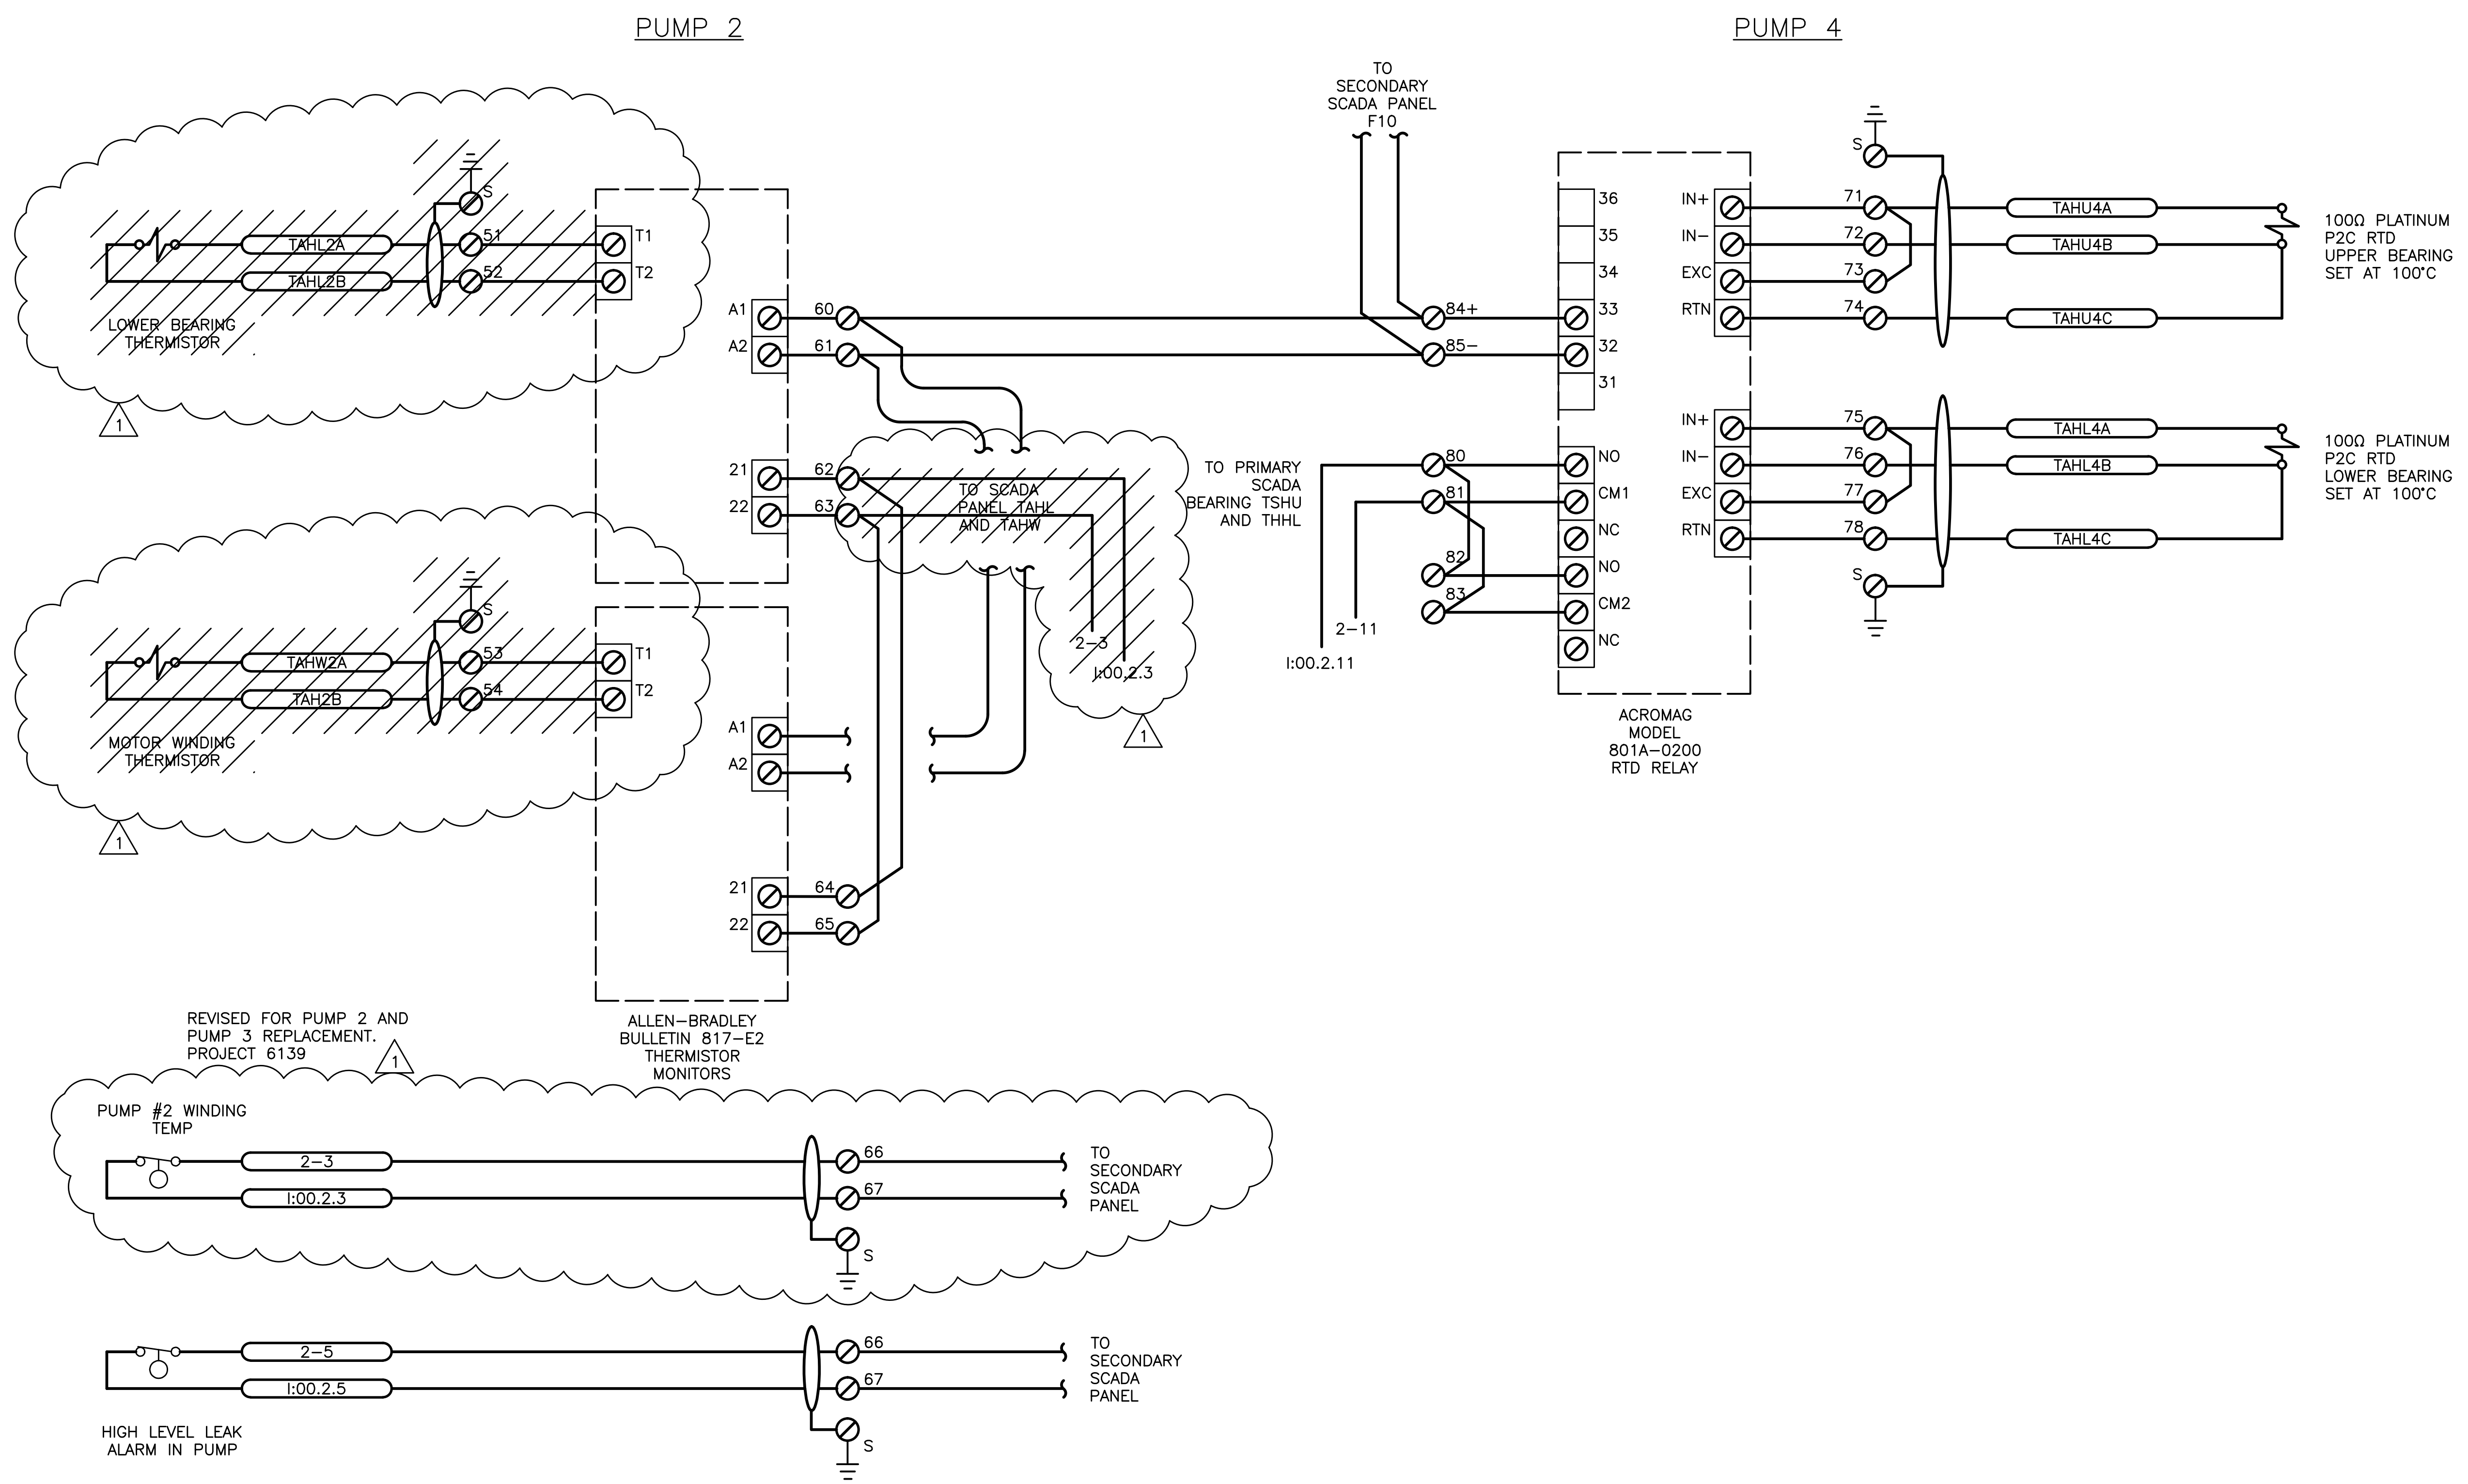 PUMP 2
PUMP 4
TO
SECONDARY
SCADA PANEL
F10
S
TAHL2A
51
T1
TAHL2B
52
T2
LOWER BEARING
THERMISTOR
1
A1
60
A2
61
21
62
22
63
TO SCADA
PANEL TAHL
AND TAHW
2-3
I:00.2.3
1
S
TAHW2A
53
T1
TAH2B
54
T2
MOTOR WINDING
THERMISTOR
1
A1
A2
21
64
22
65
ALLEN-BRADLEY
BULLETIN 817-E2
THERMISTOR
MONITORS
84+
85-
36
35
34
33
32
31
TO PRIMARY
SCADA
BEARING TSHU
AND THHL
80
81
82
83
NO
CM1
NC
NO
CM2
NC
2-11
I:00.2.11
ACROMAG
MODEL
801A-0200
RTD RELAY
S
IN+
71
TAHU4A
IN-
72
TAHU4B
EXC
73
RTN
74
TAHU4C
100Ω PLATINUM
P2C RTD
UPPER BEARING
SET AT 100°C
IN+
75
TAHL4A
IN-
76
TAHL4B
EXC
77
RTN
78
TAHL4C
S
100Ω PLATINUM
P2C RTD
LOWER BEARING
SET AT 100°C
REVISED FOR PUMP 2 AND
PUMP 3 REPLACEMENT.
PROJECT 6139
1
PUMP #2 WINDING
TEMP
2-3
66
I:00.2.3
67
S
TO
SECONDARY
SCADA
PANEL
2-5
66
I:00.2.5
67
S
TO
SECONDARY
SCADA
PANEL
HIGH LEVEL LEAK
ALARM IN PUMP